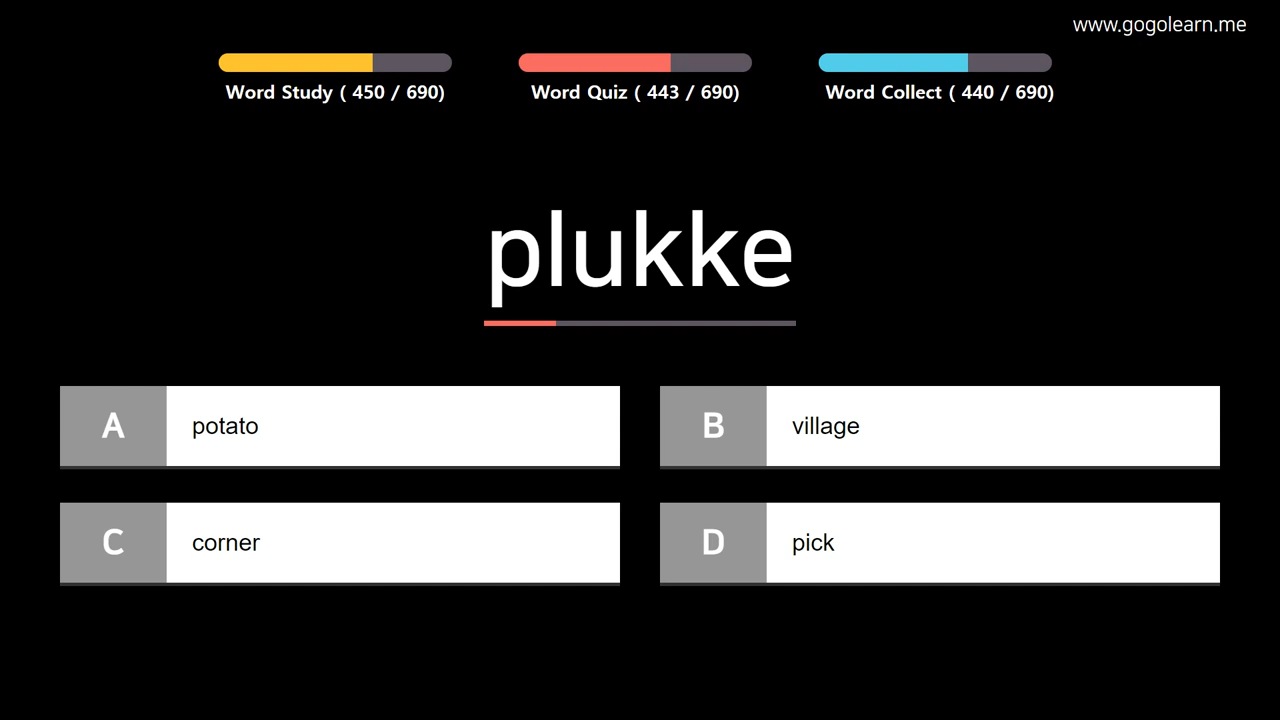 www.gogolearn.me
Word Study ( 450 / 690)
Word Quiz ( 443 / 690)
Word Collect ( 440 / 690)
plukke
A
potato
B
village
C
corner
D
pick